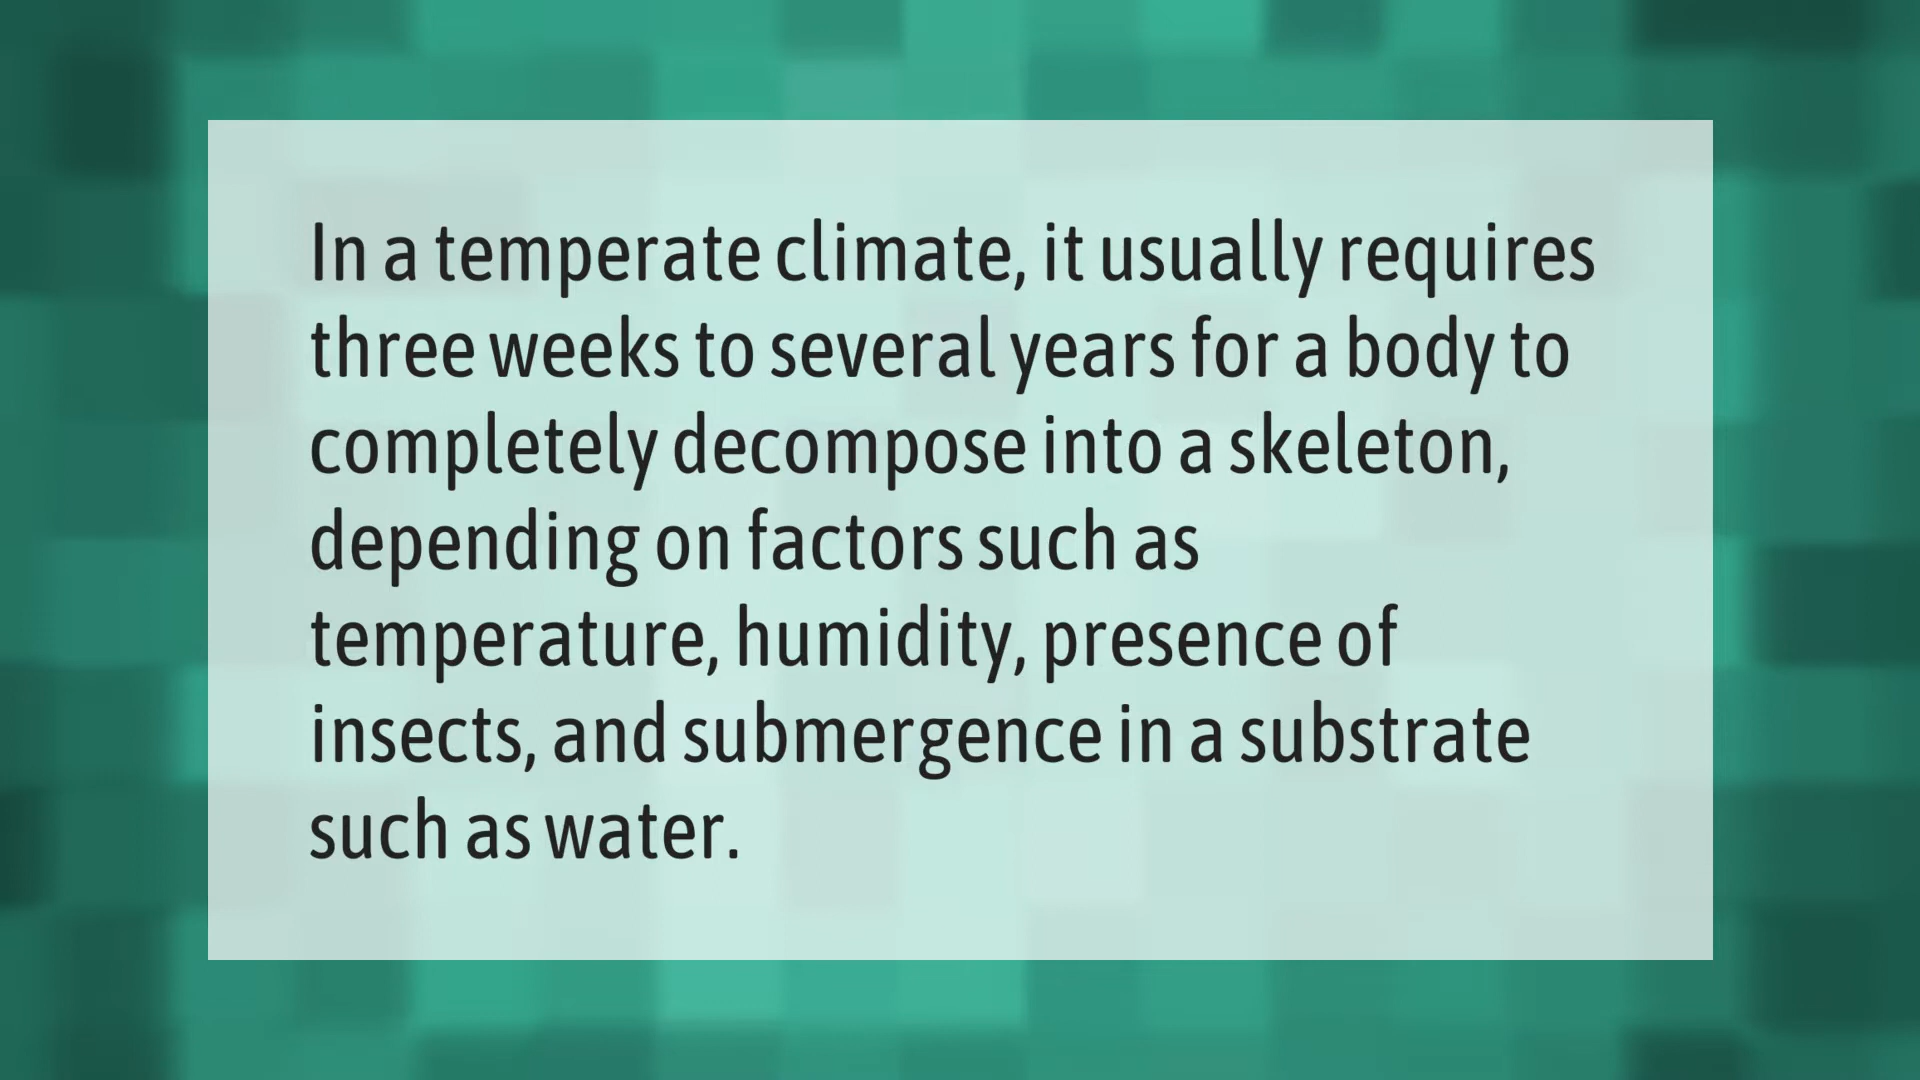 In a temperate climate, it usually requires
three weeks to several years for a body to
completely decompose into a skeleton,
depending on factors such as
temperature, humidity, presence of
insects, and submergence in a substrate
such as water.